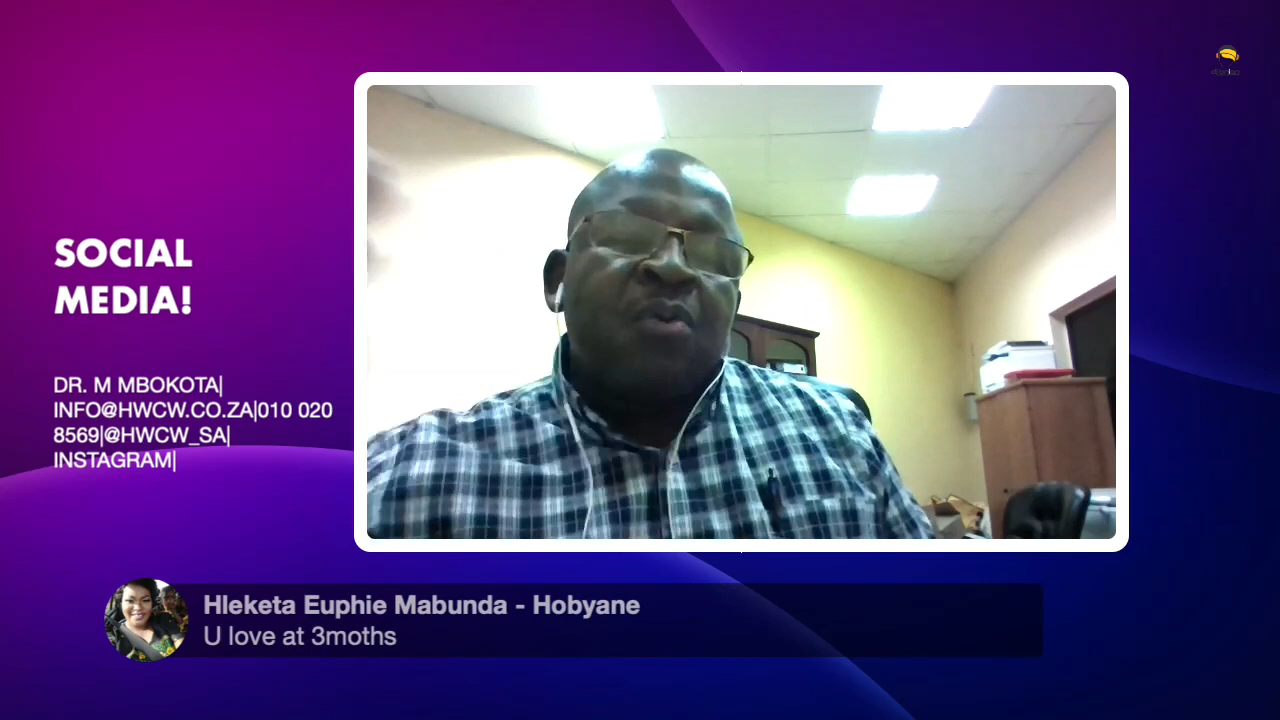 SOCIAL
MEDIA!
DR. M MBOKOTA|
INFO@HWCW.CO.ZA|010 020
8569|@HWCW_SA|
INSTAGRAM|
Hleketa Euphie Mabunda - Hobyane
U love at 3moths